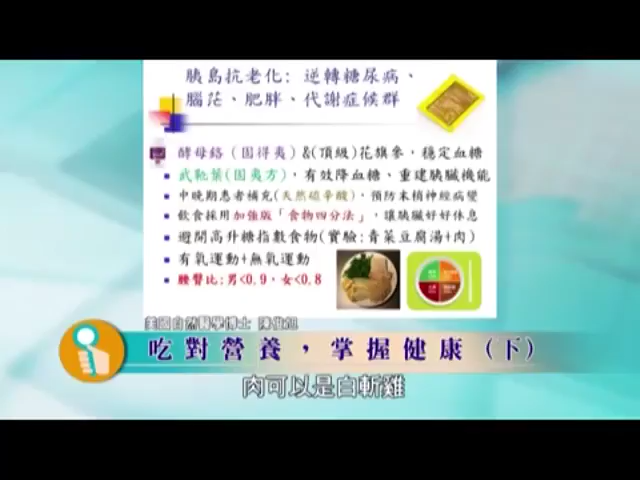 胰島抗老化: 逆轉糖尿病、
腦茫、肥胖、代謝症候群
酵母鉻(固得夷)&(頂級)花旗參,穩定血糖
武靴葉(固夷方),有效降血糖、重建胰臟機能
中晚期患者補充(天然硫辛酸),預防末梢神經病變
飲食採用加強版「食物四分法」,讓胰臟好好休息
避開高升糖指數食物(實驗:青菜豆腐湯+肉)
有氧運動+無氧運動
腰臀比:男<0.9,女<0.8
美國自然醫學博士 陳俊旭
吃對營養,掌握健康(下)
肉可以是白斬雞